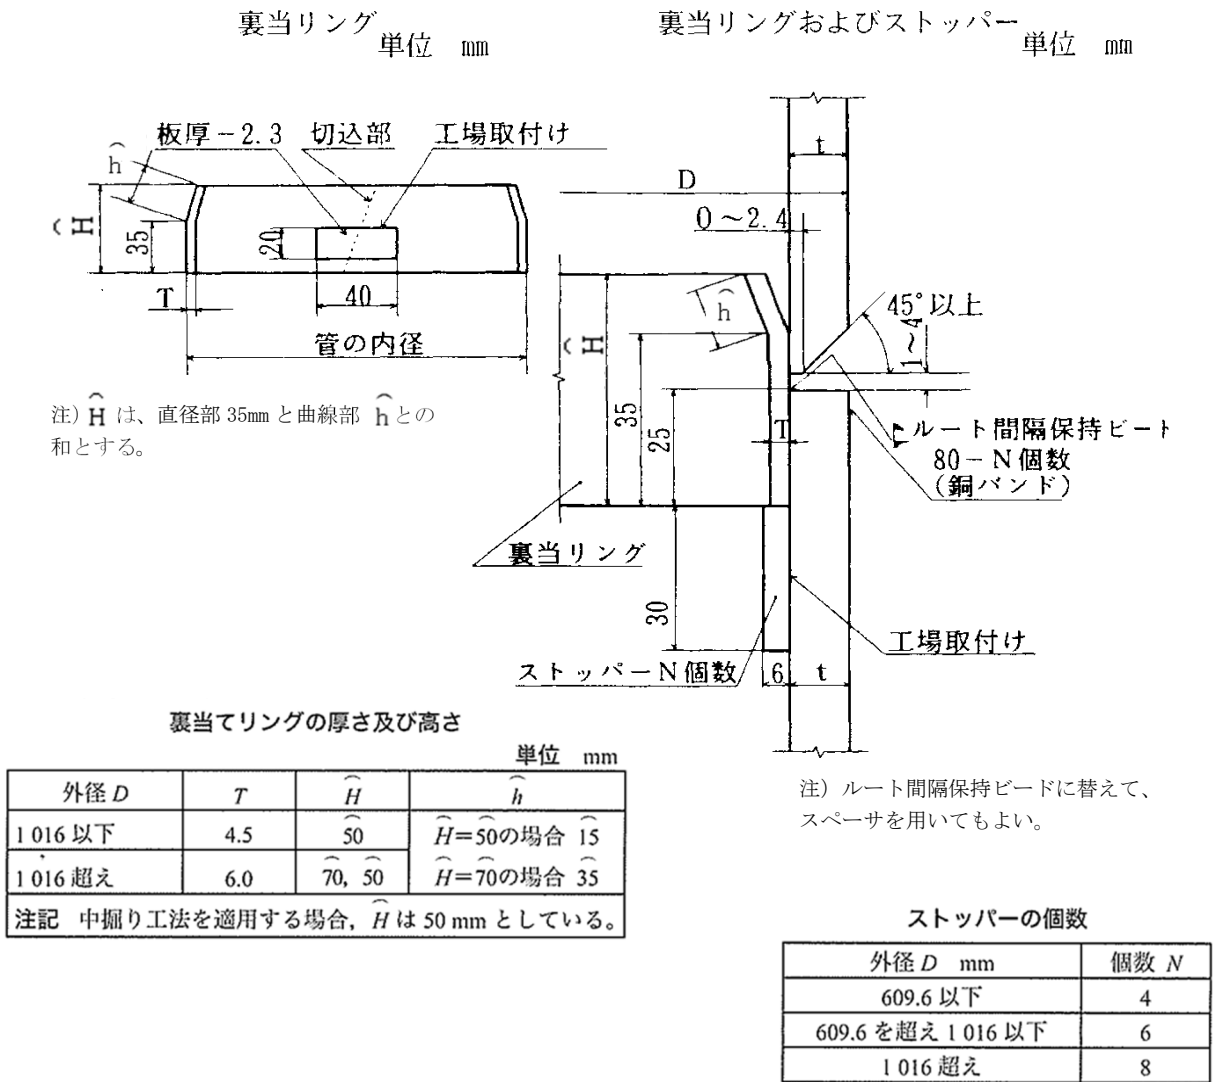 裏当リング
単位 mm
裏当リングおよびストッパー
単位 mm
板厚-2.3 切込部 工場取付け
h
H
35
20
T
40
管の内径
注) H は、直径部 35mm と曲線部 h との
和とする。
t
D
0~2.4
h
45°以上
1~4
H
35
25
T
ルート間隔保持ビート
80-N個数
(銅バンド)
裏当リング
30
工場取付け
ストッパーN個数
6
t
注) ルート間隔保持ビードに替えて、
スペーサを用いてもよい。
裏当てリングの厚さ及び高さ
単位 mm
外径 D T H h
1 016 以下 4.5 50 H=50の場合 15
1 016 超え 6.0 70, 50 H=70の場合 35
注記 中掘り工法を適用する場合, H は 50 mm としている。
ストッパーの個数
外径 D mm 個数 N
609.6 以下 4
609.6 を超え 1 016 以下 6
1 016 超え 8